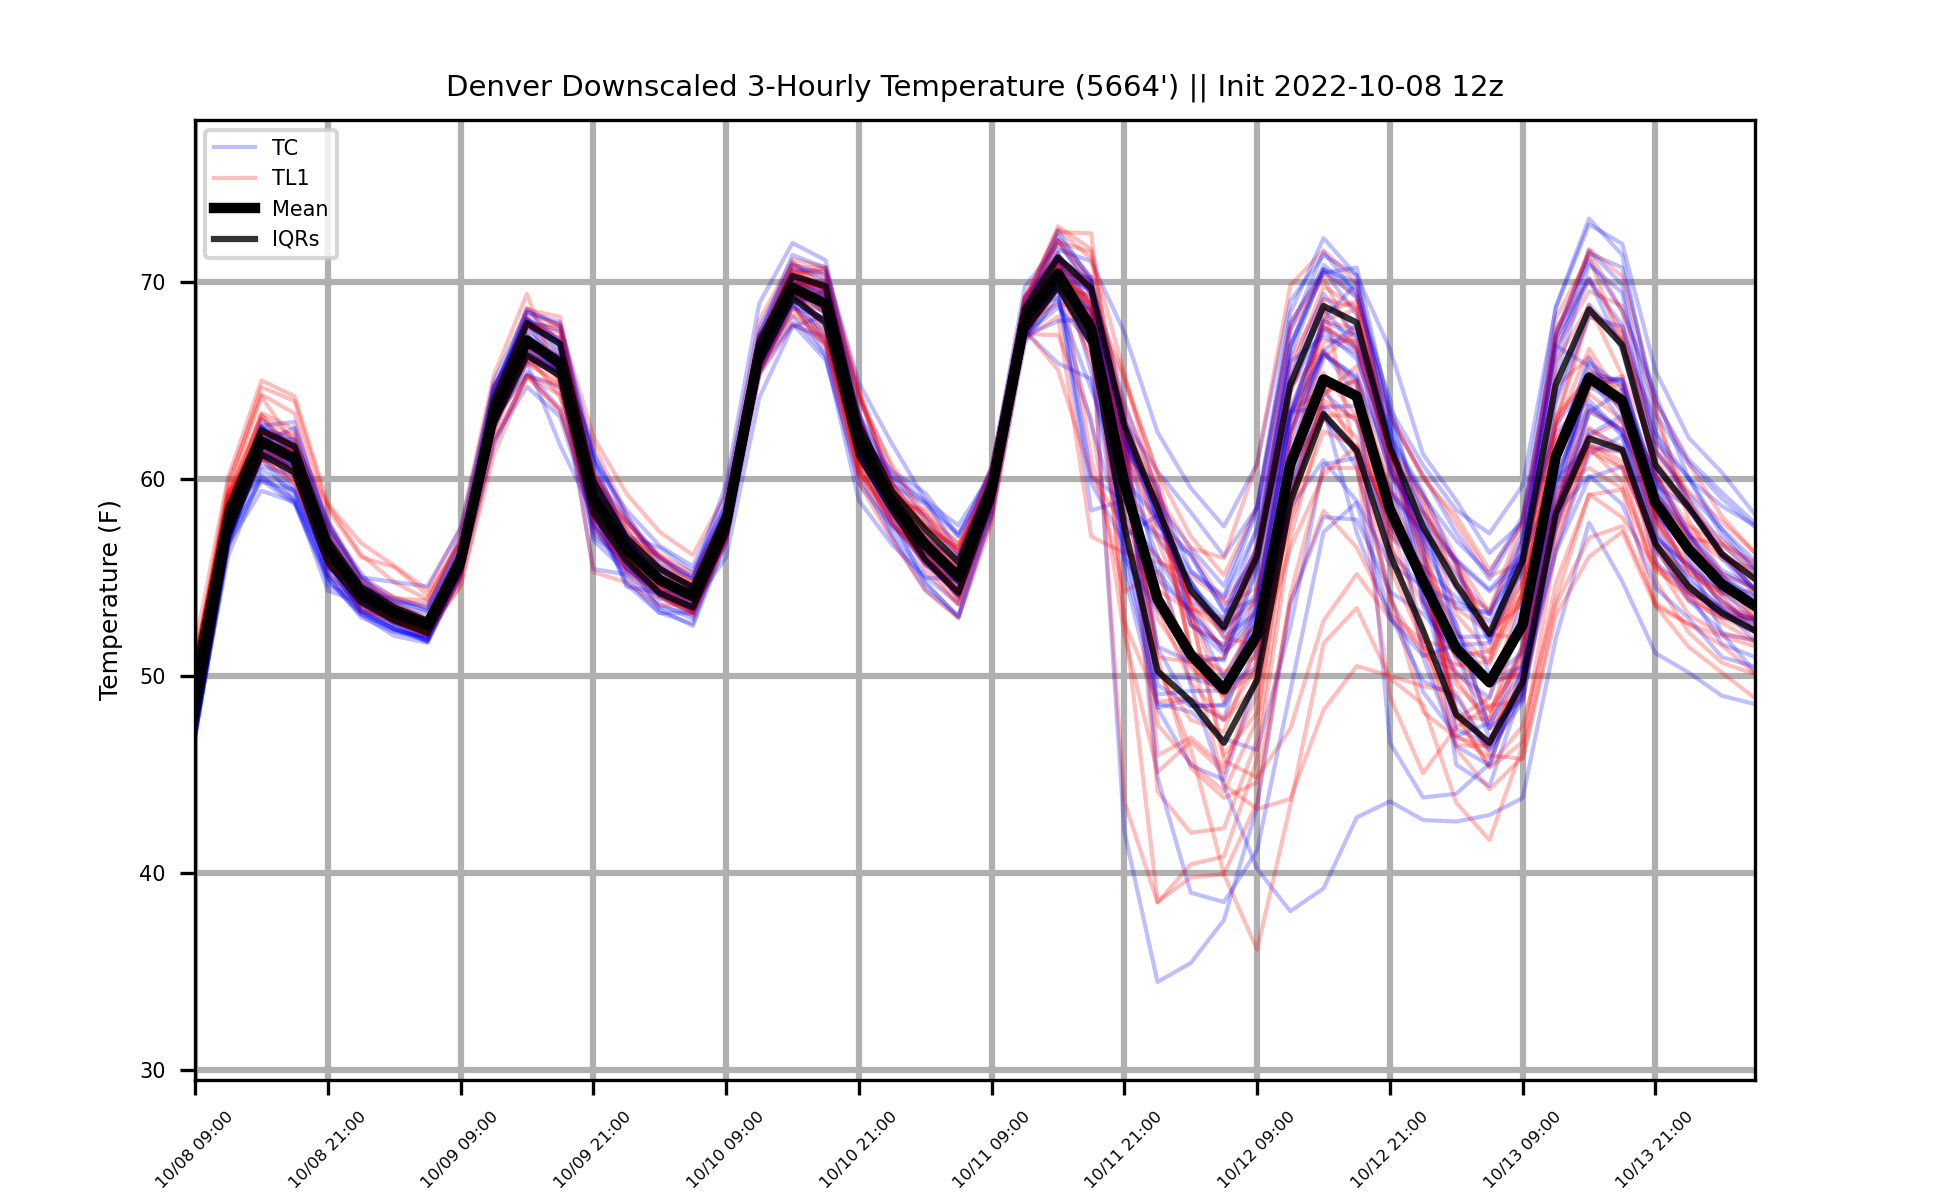 Denver Downscaled 3-Hourly Temperature (5664') || Init 2022-10-08 12z
TC
TL1
Mean
IQRs
Temperature (F)
70
60
50
40
30
10/08 09:00
10/08 21:00
10/09 09:00
10/09 21:00
10/10 09:00
10/10 21:00
10/11 09:00
10/11 21:00
10/12 09:00
10/12 21:00
10/13 09:00
10/13 21:00